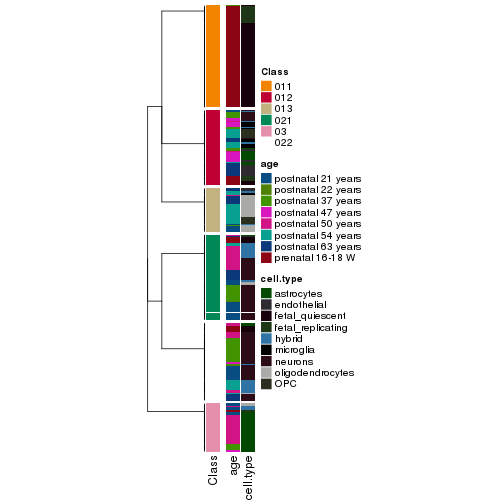 Class
011
012
013
021
03
022
age
postnatal 21 years
postnatal 22 years
postnatal 37 years
postnatal 47 years
postnatal 50 years
postnatal 54 years
postnatal 63 years
prenatal 16-18 W
cell.type
astrocytes
endothelial
fetal_quiescent
fetal_replicating
hybrid
microglia
neurons
oligodendrocytes
OPC
Class
age
cell.type